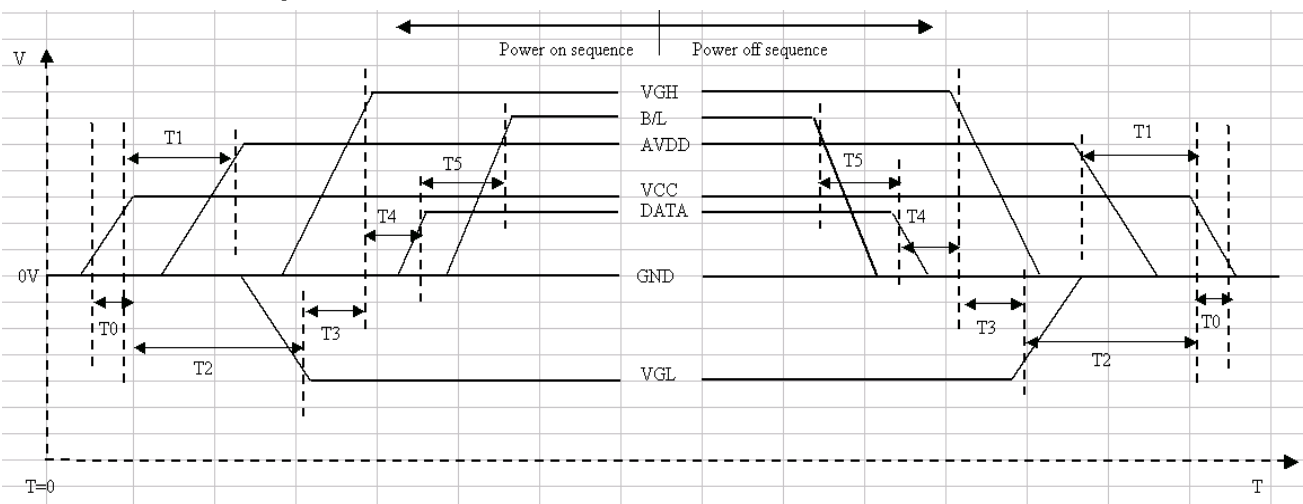 Power on sequence Power off sequence
V
VGH
B/L
AVDD
T1 T1
T5 T5
VCC
DATA
T4 T4
0V GND
T0 T3 T3 T0
T2 T2
VGL
T=0 T